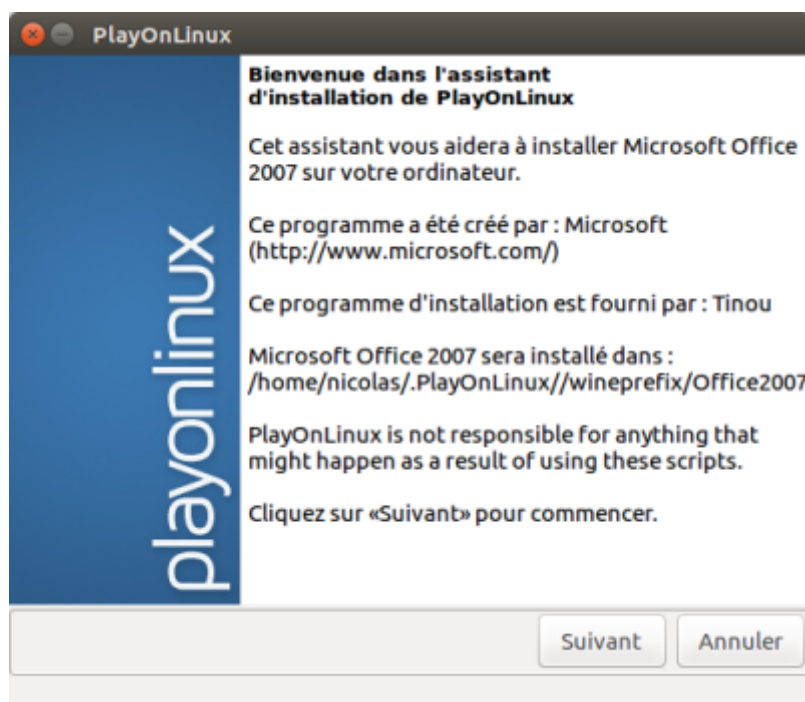 PlayOnLinux
playonlinux
Bienvenue dans l'assistant
d'installation de PlayOnLinux
Cet assistant vous aidera à installer Microsoft Office
2007 sur votre ordinateur.
Ce programme a été créé par : Microsoft
(http://www.microsoft.com/)
Ce programme d'installation est fourni par : Tinou
Microsoft Office 2007 sera installé dans :
/home/nicolas/.PlayOnLinux//wineprefix/Office2007
PlayOnLinux is not responsible for anything that
might happen as a result of using these scripts.
Cliquez sur «Suivant» pour commencer.
Suivant
Annuler